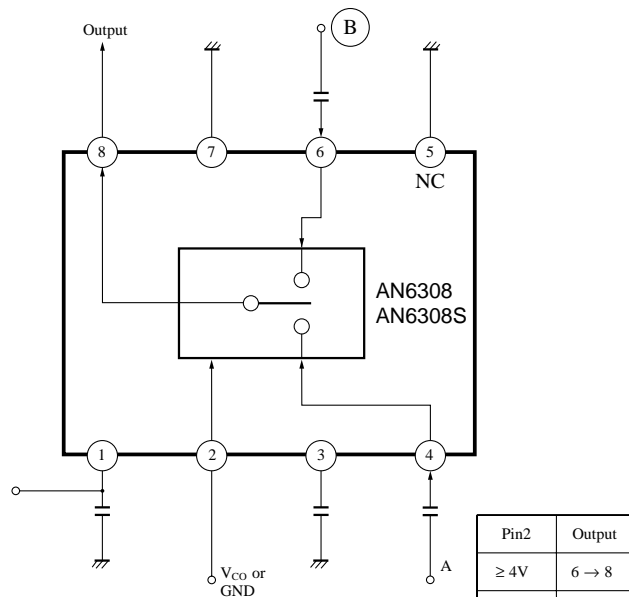 Output
B
8
7
6
5
NC
AN6308
AN6308S
1
2
3
4
V_CO or
GND
A
Pin2 Output
≥ 4V 6 → 8